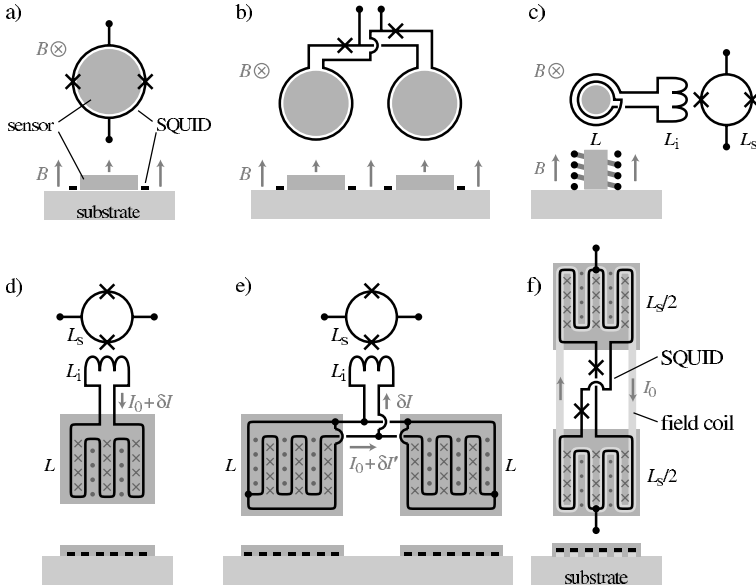 a)
B⊗
sensor
SQUID
B
substrate
b)
B⊗
B
c)
B⊗
L
Li
Ls
B
d)
Ls
Li
I0+δI
L
e)
Ls
Li
δI
L
I0+δI'
L
f)
Ls/2
SQUID
I0
field coil
Ls/2
substrate